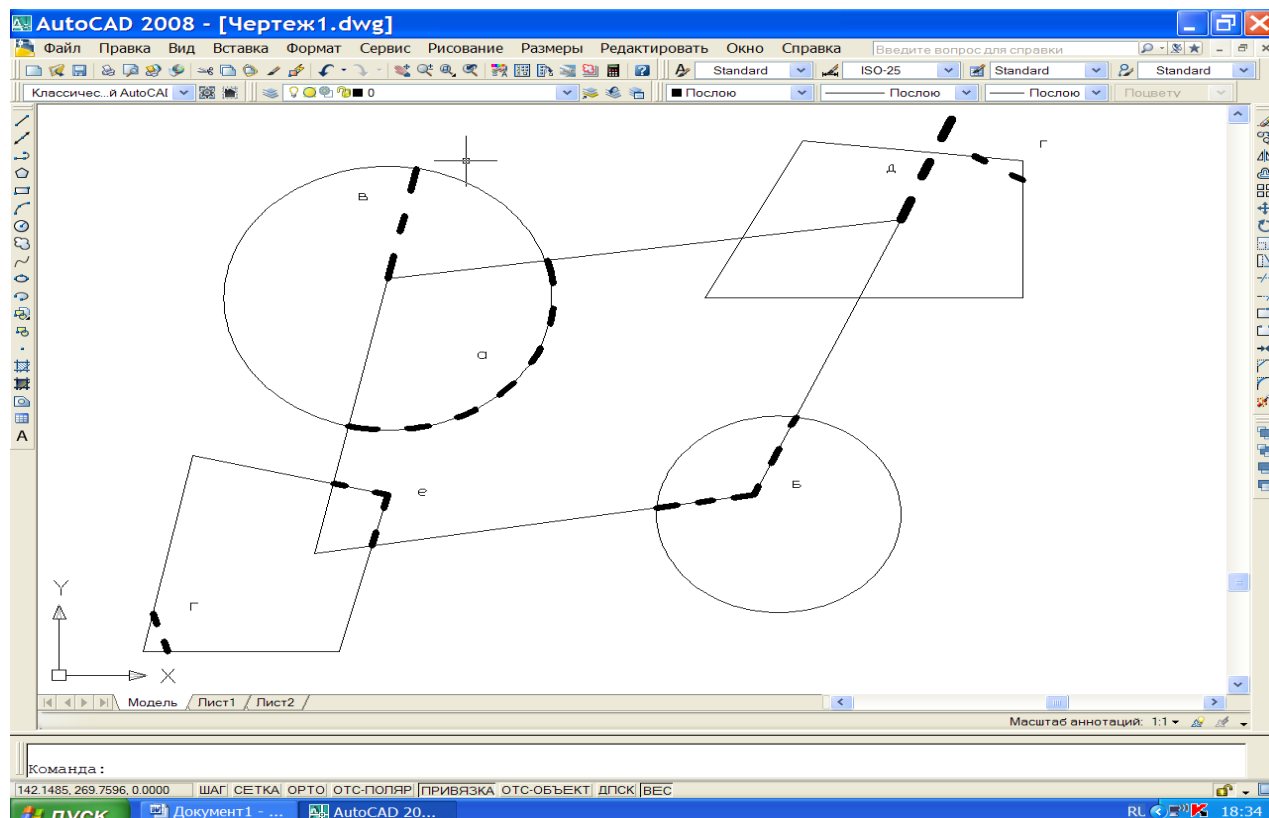 AutoCAD 2008 - [Чертеж1.dwg]
Файл Правка Вид Вставка Формат Сервис Рисование Размеры Редактировать Окно Справка Введите вопрос для справки
Standard ISO-25 Standard Standard
Классичес...й AutoCAI 0 Послою Послою Послою Поцвету
г
д
в
а
е
Б
г
Y
X
A
Модель Лист1 Лист2
Масштаб аннотаций: 1:1
Команда:
142.1485, 269.7596, 0.0000 ШАГ СЕТКА ОРТО ОТС-ПОЛЯР ПРИВЯЗКА ОТС-ОБЪЕКТ ДПСК ВЕС
пуск Документ1 - ... AutoCAD 20... RU 18:34